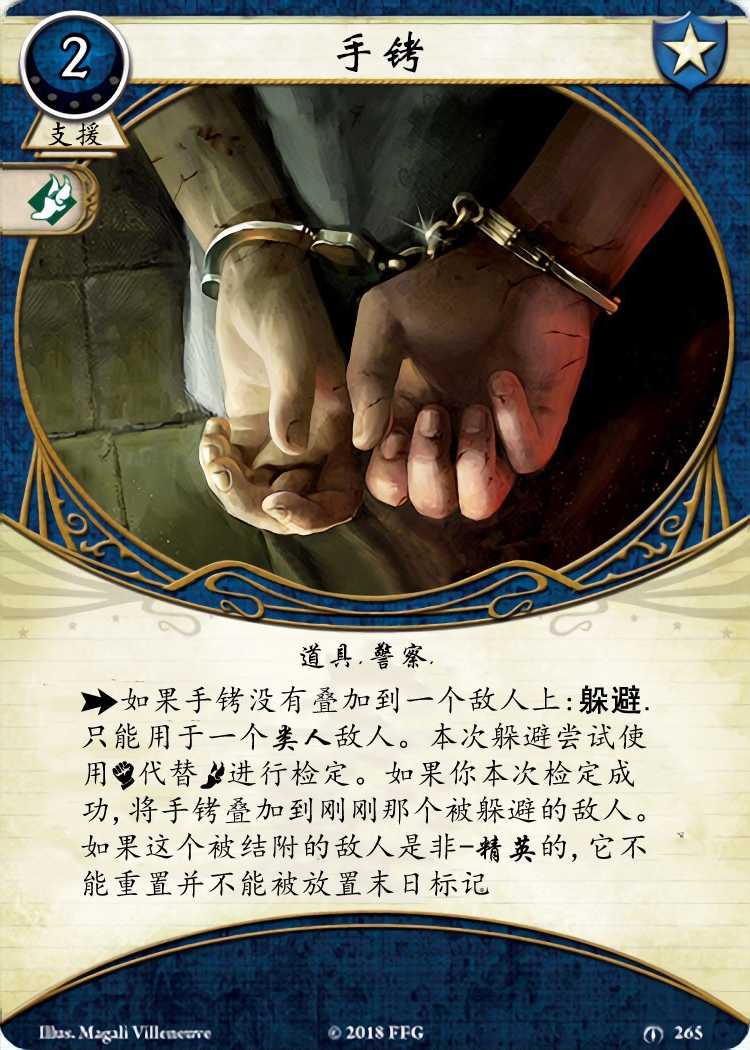 2
手铐
支援
道具.警察.
如果手铐没有叠加到一个敌人上:躲避.
只能用于一个类人敌人。本次躲避尝试使
用代替进行检定。如果你本次检定成
功,将手铐叠加到刚刚那个被躲避的敌人。
如果这个被结附的敌人是非-精英的,它不
能重置并不能被放置末日标记
Illus. Magali Villeneuve
© 2018 FFG
265